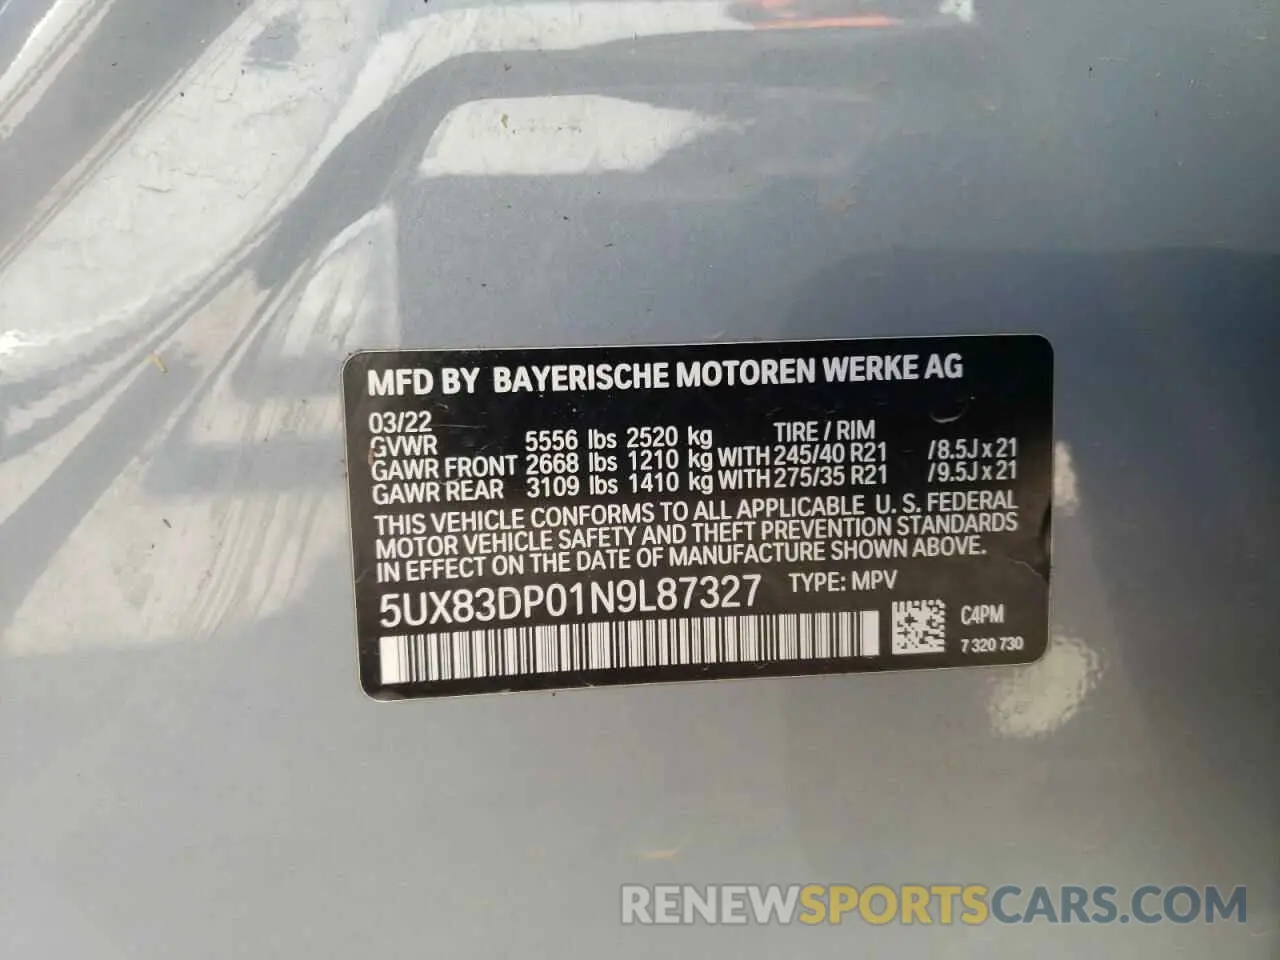 MFD BY BAYERISCHE MOTOREN WERKE AG
03/22 TIRE / RIM
GVWR 5556 lbs 2520 kg
GAWR FRONT 2668 lbs 1210 kg WITH 245/40 R21 /8.5J x 21
GAWR REAR 3109 lbs 1410 kg WITH 275/35 R21 /9.5J x 21
THIS VEHICLE CONFORMS TO ALL APPLICABLE U. S. FEDERAL
MOTOR VEHICLE SAFETY AND THEFT PREVENTION STANDARDS
IN EFFECT ON THE DATE OF MANUFACTURE SHOWN ABOVE.
5UX83DP01N9L87327 TYPE: MPV
C4PM
7 320 730
RENEWSPORTSCARS.COM